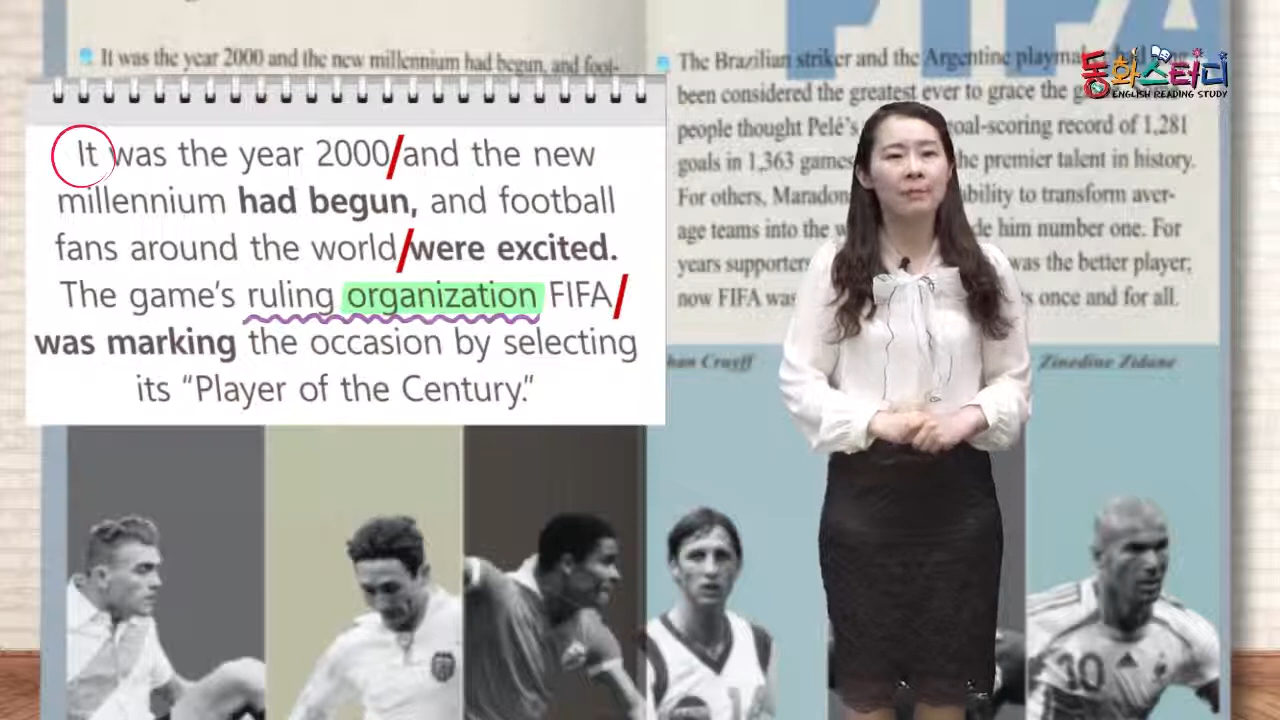 FIFA
It was the year 2000 and the new millennium had begun, and foot-
It was the year 2000/and the new
millennium had begun, and football
fans around the world/were excited.
The game's ruling organization FIFA/
was marking the occasion by selecting
its “Player of the Century.”
The Brazilian striker and the Argentine
been considered the greatest ever to grace the
people thought Pelé's goal-scoring record of 1,281
goals in 1,363 games the premier talent in history.
For others, ability to transform aver-
age teams into the him number one. For
years supporters was the better player;
now FIFA was once and for all.
Cruyff
Zinedine Zidane
10
동화스터디
ENGLISH READING STUDY